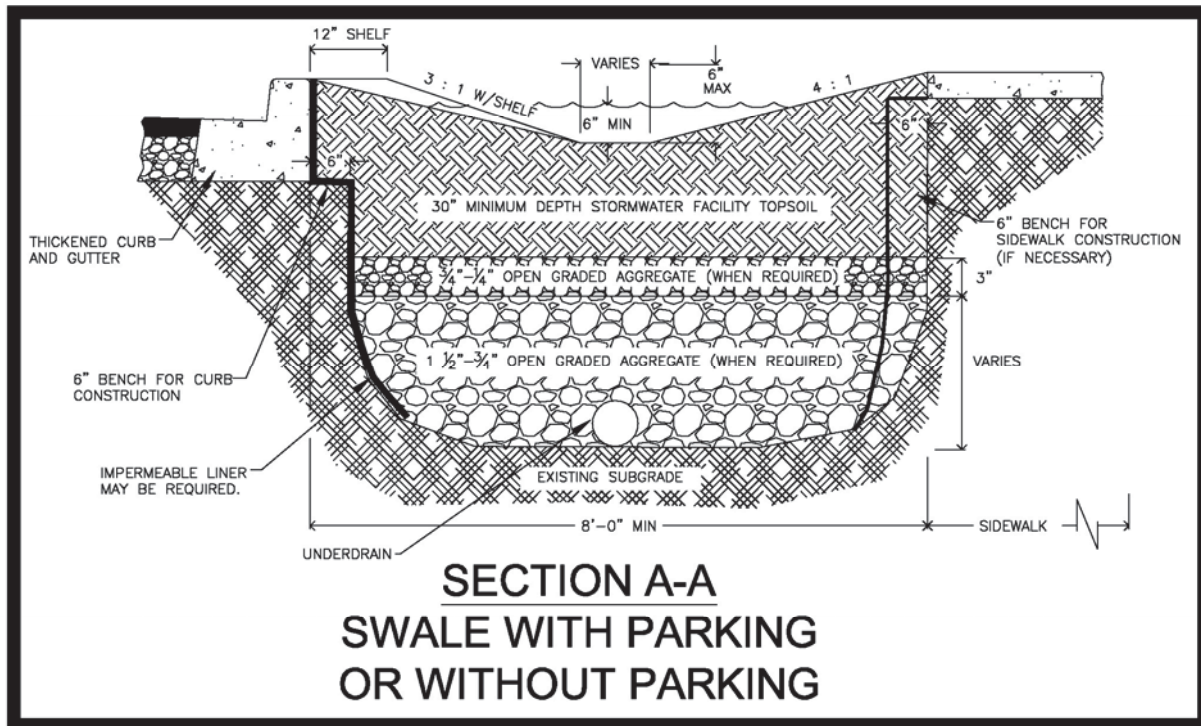 12" SHELF
VARIES
6"
MAX
3 : 1 W/SHELF
4 : 1
6" MIN
6"
6"
30" MINIMUM DEPTH STORMWATER FACILITY TOPSOIL
6" BENCH FOR
SIDEWALK CONSTRUCTION
(IF NECESSARY)
THICKENED CURB
AND GUTTER
3/4"-1/4" OPEN GRADED AGGREGATE (WHEN REQUIRED)
3"
1 1/2"-3/4" OPEN GRADED AGGREGATE (WHEN REQUIRED)
VARIES
6" BENCH FOR CURB
CONSTRUCTION
IMPERMEABLE LINER
MAY BE REQUIRED.
EXISTING SUBGRADE
8'-0" MIN
SIDEWALK
UNDERDRAIN
SECTION A-A
SWALE WITH PARKING
OR WITHOUT PARKING